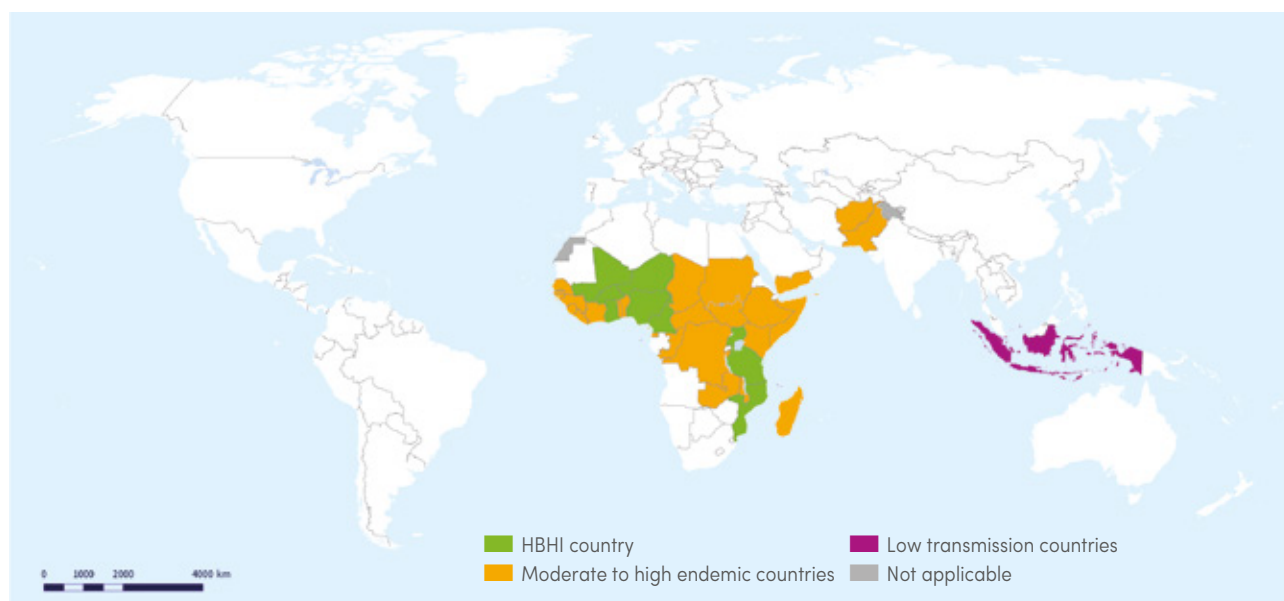 HBHI country
Low transmission countries
Moderate to high endemic countries
Not applicable
0 1000 2000 4000 km